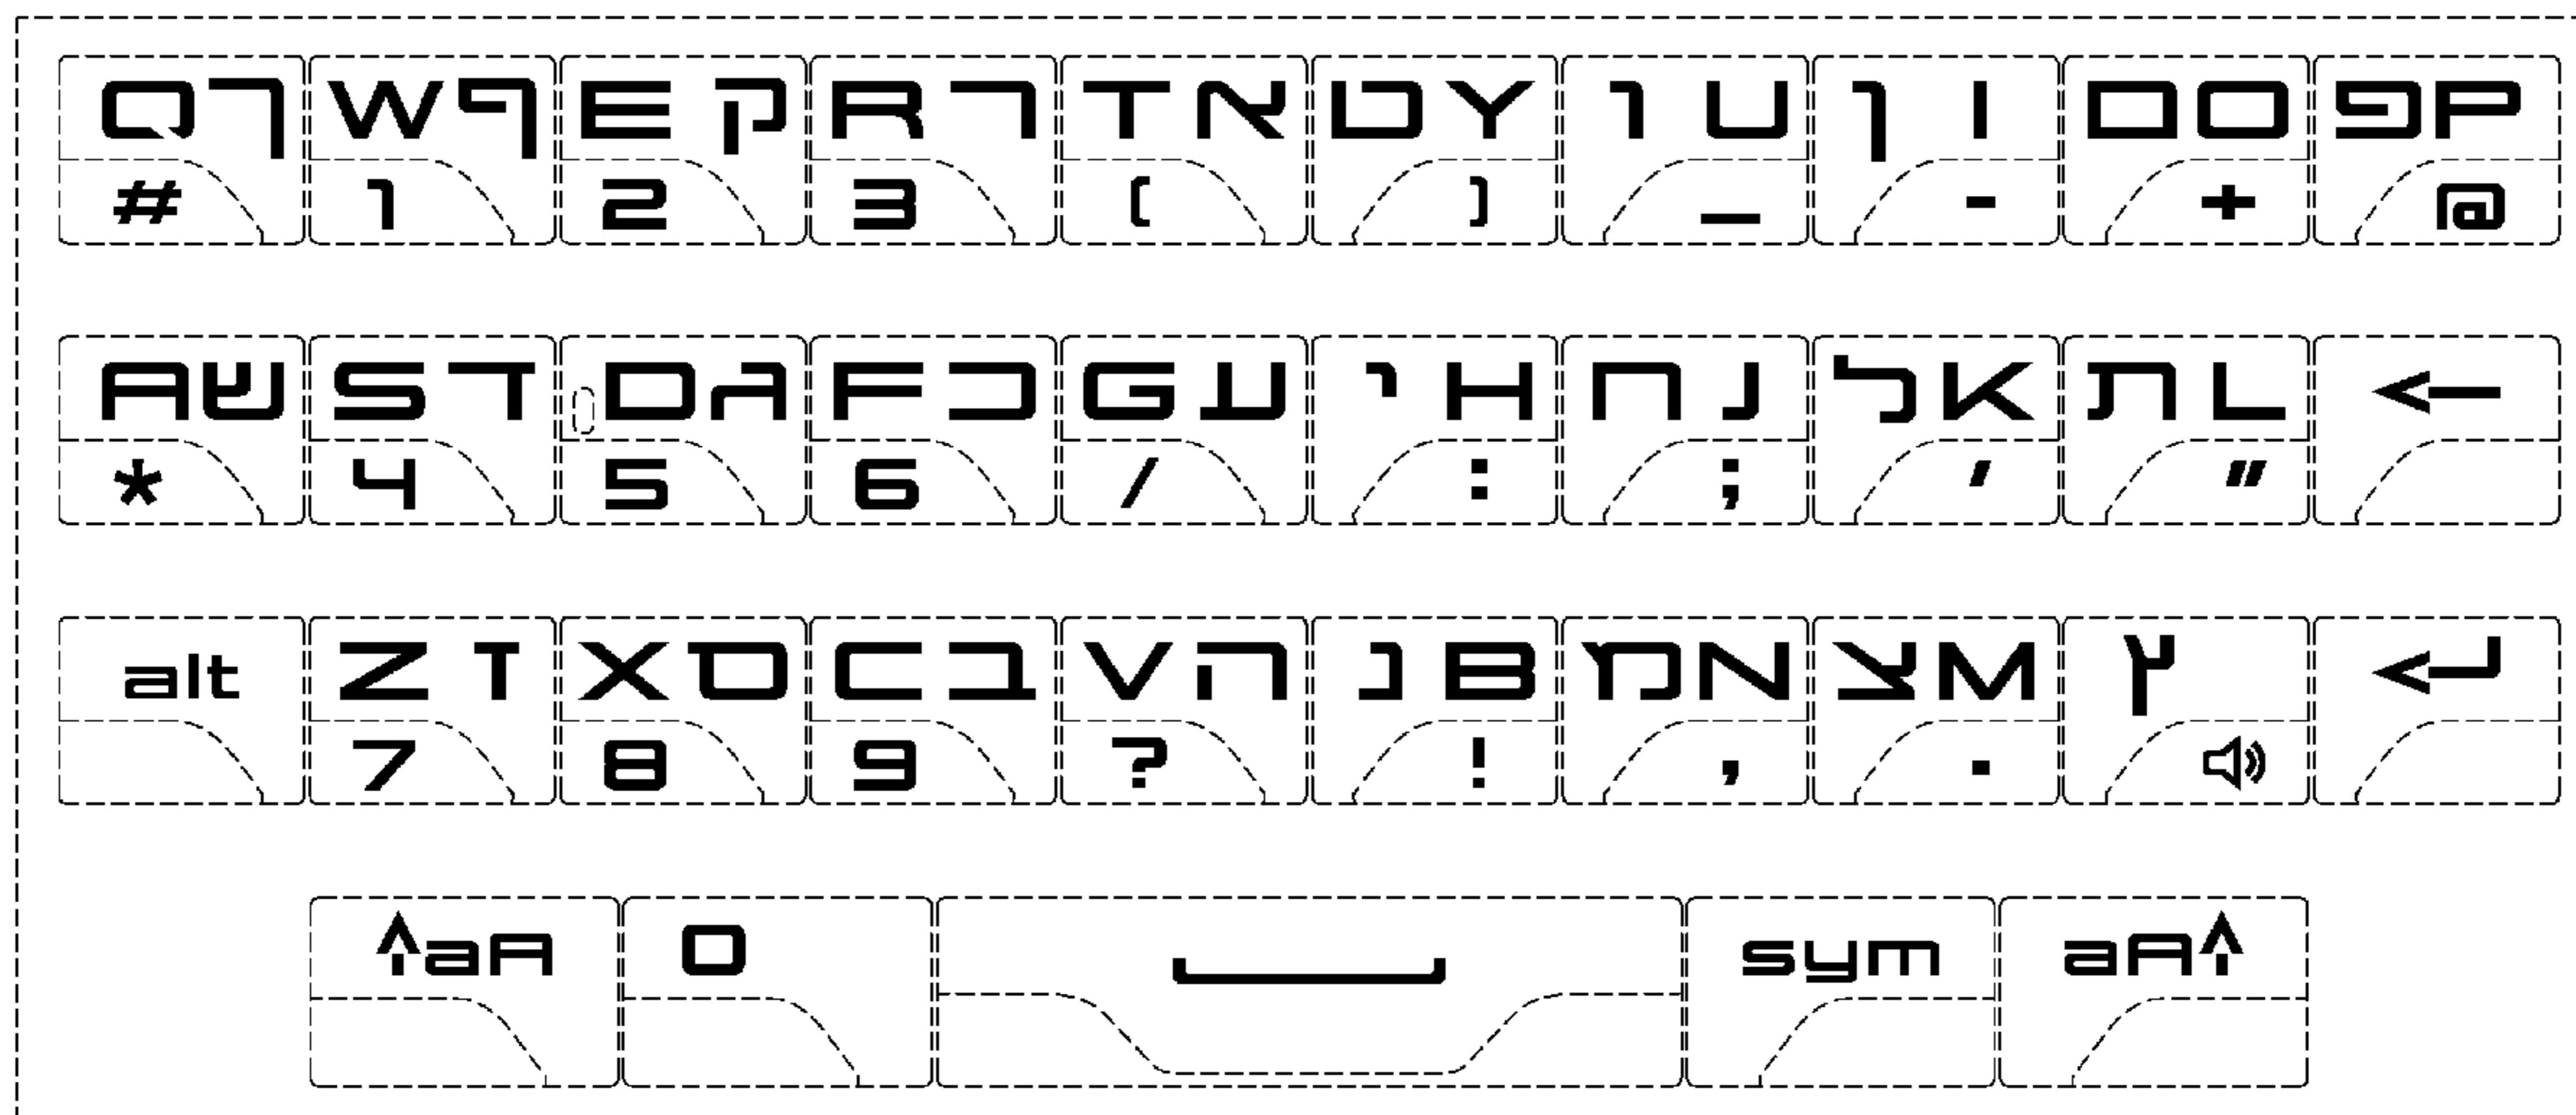 Q ך W ף E ק R ר T א ט Y ו U ן I ם O פ P
# 1 2 3 ( ) _ - + @
A ש S ד D ג F כ G ע י H ח J ל K ת L ←
* 4 5 6 / : ; ' "
alt Z ז X ס C ב V ה נ B מ N צ M ץ ↵
7 8 9 ? ! , .
↑aA 0 sym aA↑